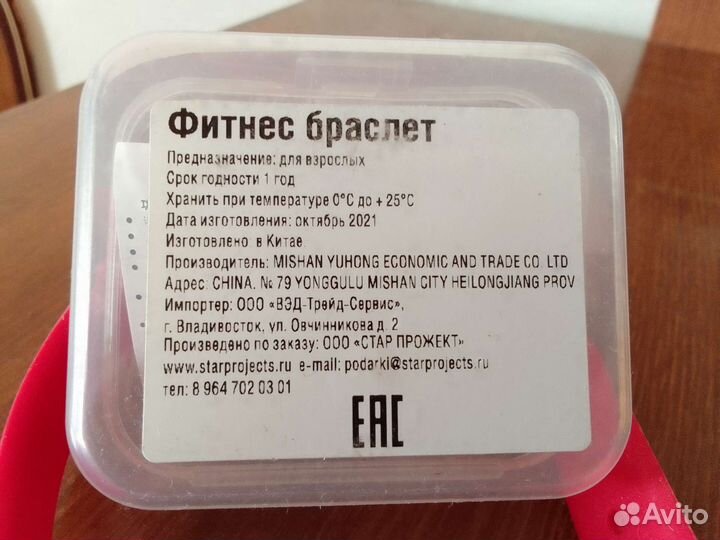 Фитнес браслет
Предназначение: для взрослых
Срок годности 1 год
Хранить при температуре 0°С до + 25°С
Дата изготовления: октябрь 2021
Изготовлено в Китае
Производитель: MISHAN YUHONG ECONOMIC AND TRADE CO. LTD
Адрес: CHINA, № 79 YONGGULU MISHAN CITY HEILONGJIANG PROV
Импортер: ООО «ВЭД-Трейд-Сервис»,
г. Владивосток, ул. Овчинникова д. 2
Произведено по заказу: ООО «СТАР ПРОЖЕКТ»
www.starprojects.ru e-mail: podarki@starprojects.ru
тел: 8 964 702 03 01
EAC
Avito